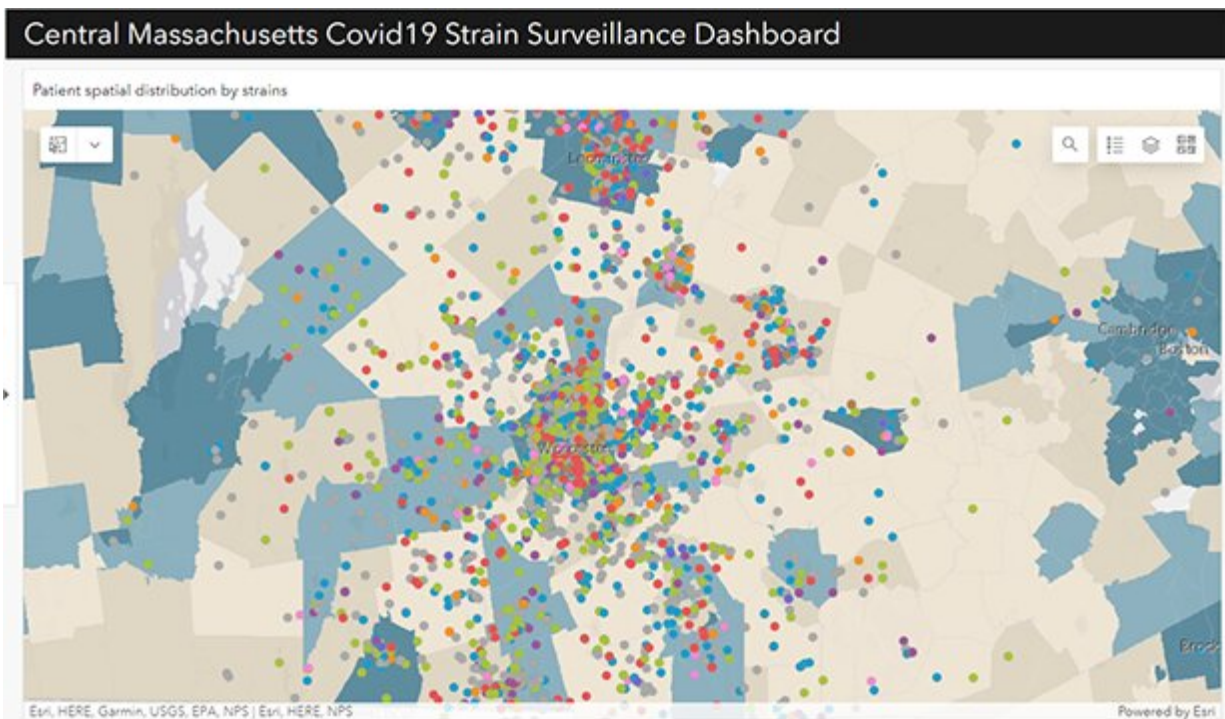 Central Massachusetts Covid19 Strain Surveillance Dashboard
Patient spatial distribution by strains
Leominster
Cambridge
Boston
Worcester
Brock
Esri, HERE, Garmin, USGS, EPA, NPS | Esri, HERE, NPS
Powered by Esri